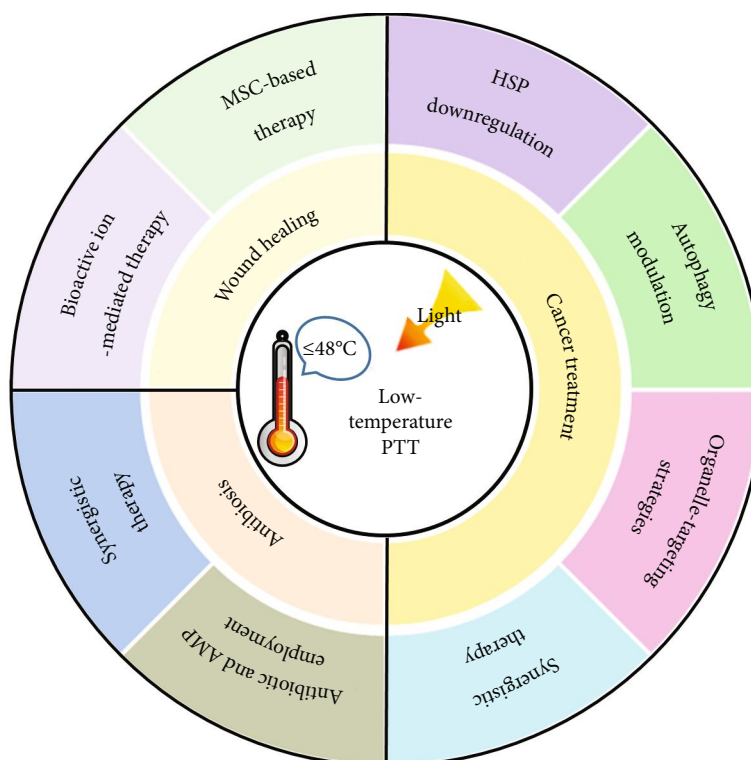 MSC-based
therapy
HSP
downregulation
Autophagy
modulation
Organelle-targeting
strategies
Synergistic
therapy
Antibiotic and AMP
employment
Synergistic
therapy
Bioactive ion
-mediated therapy
Wound healing
Cancer treatment
Antibiosis
Light
≤48°C
Low-
temperature
PTT